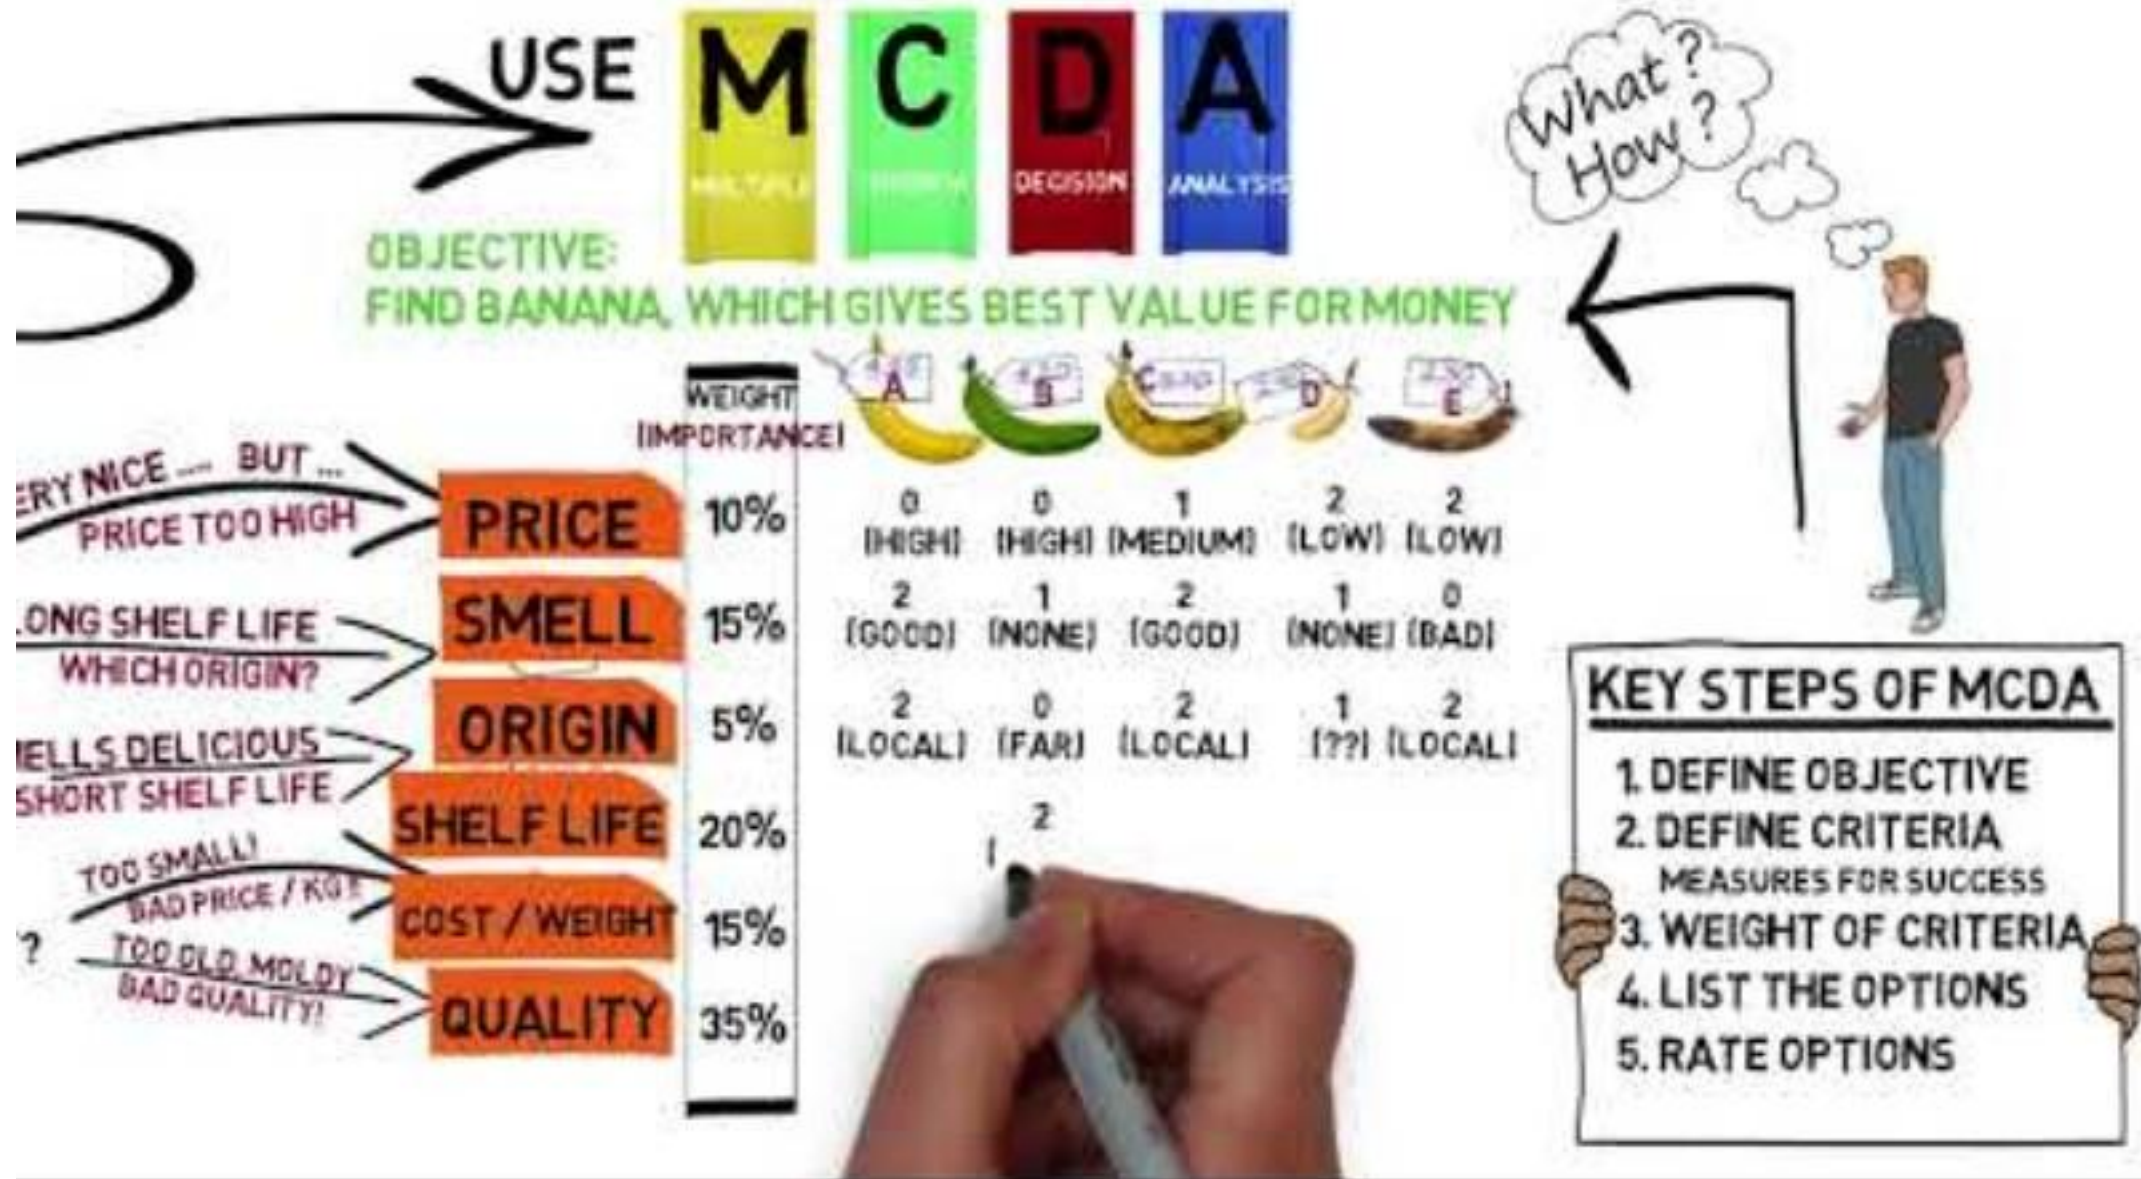 USE M C D A
MULTIPLE DECISION ANALYSIS
What?
How?
OBJECTIVE:
FIND BANANA, WHICH GIVES BEST VALUE FOR MONEY
WEIGHT
(IMPORTANCE)
A B C D E
ERY NICE .... BUT ...
PRICE TOO HIGH
PRICE 10% 0 0 1 2 2
(HIGH) (HIGH) (MEDIUM) (LOW) (LOW)
ONG SHELF LIFE
WHICH ORIGIN?
SMELL 15% 2 1 2 1 0
(GOOD) (NONE) (GOOD) (NONE) (BAD)
ELLS DELICIOUS
SHORT SHELF LIFE
ORIGIN 5% 2 0 2 1 2
(LOCAL) (FAR) (LOCAL) (??) (LOCAL)
SHELF LIFE 20% 2
TOO SMALL!
BAD PRICE / KG!!
COST / WEIGHT 15%
?
TOO OLD, MOLDY
BAD QUALITY!
QUALITY 35%
KEY STEPS OF MCDA
1. DEFINE OBJECTIVE
2. DEFINE CRITERIA
MEASURES FOR SUCCESS
3. WEIGHT OF CRITERIA
4. LIST THE OPTIONS
5. RATE OPTIONS